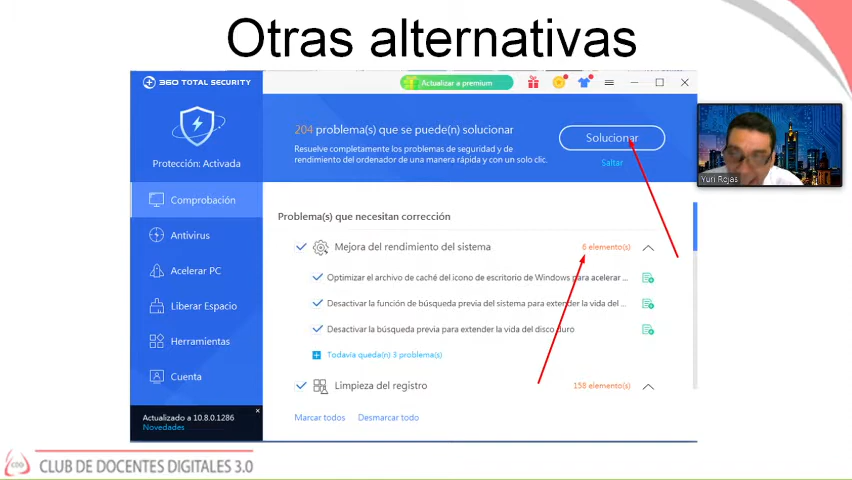 Otras alternativas
360 TOTAL SECURITY
Actualizar a premium
Protección: Activada
204 problema(s) que se puede(n) solucionar
Resuelve completamente los problemas de seguridad y de
rendimiento del ordenador de una manera rápida y con un solo clic.
Solucionar
Saltar
Yuri Rojas
Comprobación
Antivirus
Acelerar PC
Liberar Espacio
Herramientas
Cuenta
Problema(s) que necesitan corrección
Mejora del rendimiento del sistema
6 elemento(s)
Optimizar el archivo de caché del icono de escritorio de Windows para acelerar ...
Desactivar la función de búsqueda previa del sistema para extender la vida del ...
Desactivar la búsqueda previa para extender la vida del disco duro
Todavía queda(n) 3 problema(s)
Limpieza del registro
158 elemento(s)
Marcar todos
Desmarcar todo
Actualizado a 10.8.0.1286
Novedades
CDD
CLUB DE DOCENTES DIGITALES 3.0